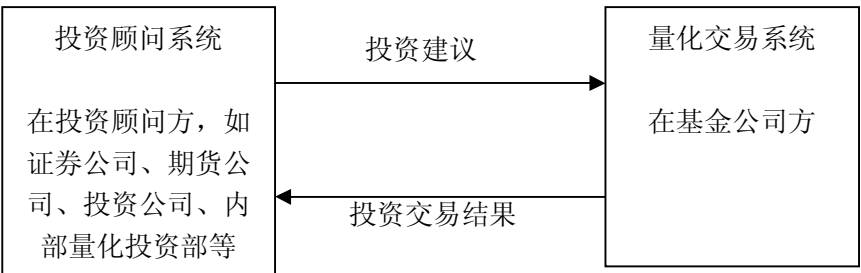 投资顾问系统
在投资顾问方，如
证券公司、期货公
司、投资公司、内
部量化投资部等
投资建议
投资交易结果
量化交易系统
在基金公司方